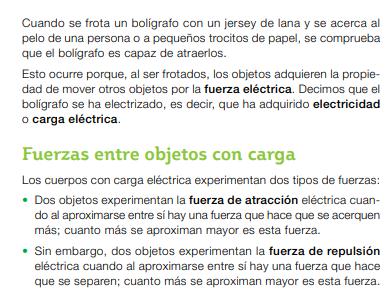 Cuando se frota un bolígrafo con un jersey de lana y se acerca al
pelo de una persona o a pequeños trocitos de papel, se comprueba
que el bolígrafo es capaz de atraerlos.
Esto ocurre porque, al ser frotados, los objetos adquieren la propie-
dad de mover otros objetos por la fuerza eléctrica. Decimos que el
bolígrafo se ha electrizado, es decir, que ha adquirido electricidad
o carga eléctrica.
Fuerzas entre objetos con carga
Los cuerpos con carga eléctrica experimentan dos tipos de fuerzas:
• Dos objetos experimentan la fuerza de atracción eléctrica cuan-
do al aproximarse entre sí hay una fuerza que hace que se acerquen
más; cuanto más se aproximan mayor es esta fuerza.
• Sin embargo, dos objetos experimentan la fuerza de repulsión
eléctrica cuando al aproximarse entre sí hay una fuerza que hace
que se separen; cuanto más se aproximan mayor es esta fuerza.